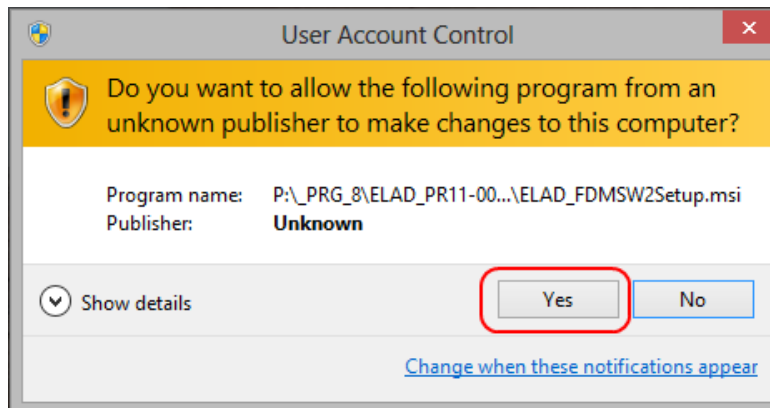 User Account Control
Do you want to allow the following program from an
unknown publisher to make changes to this computer?
Program name: P:\_PRG_8\ELAD_PR11-00...\ELAD_FDMSW2Setup.msi
Publisher: Unknown
Show details
Yes
No
Change when these notifications appear